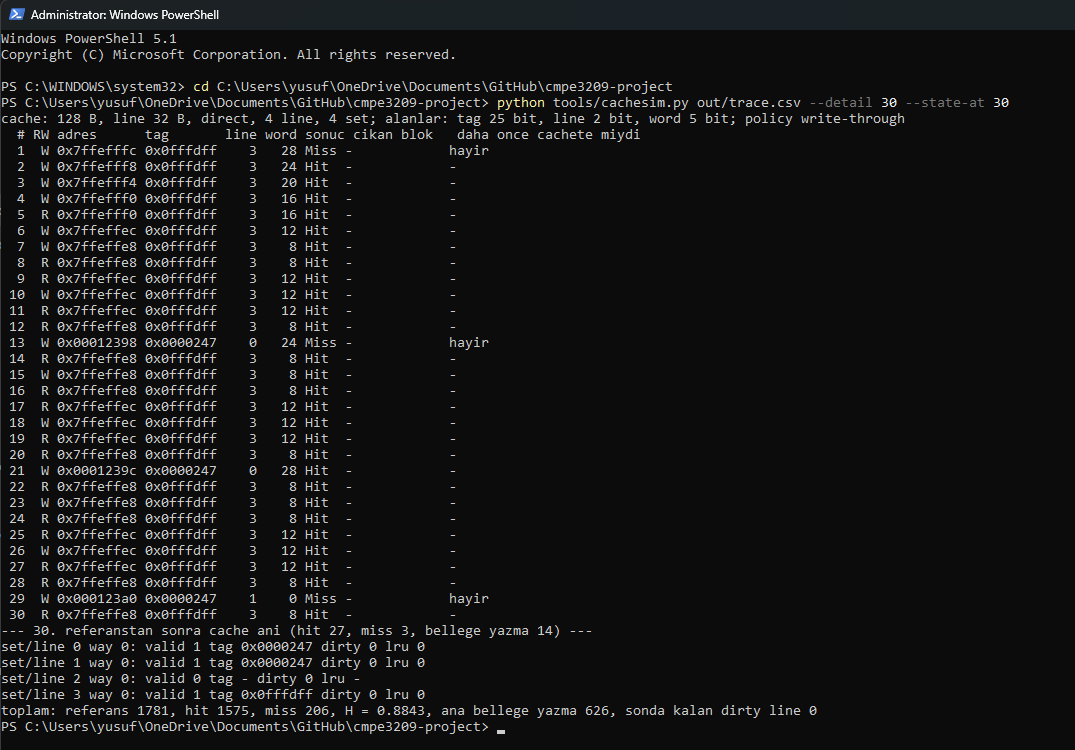 Administrator: Windows PowerShell
Windows PowerShell 5.1
Copyright (C) Microsoft Corporation. All rights reserved.
PS C:\WINDOWS\system32> cd C:\Users\yusuf\OneDrive\Documents\GitHub\cmpe3209-project
PS C:\Users\yusuf\OneDrive\Documents\GitHub\cmpe3209-project> python tools/cachesim.py out/trace.csv --detail 30 --state-at 30
cache: 128 B, line 32 B, direct, 4 line, 4 set; alanlar: tag 25 bit, line 2 bit, word 5 bit; policy write-through
# RW adres tag line word sonuc cikan blok daha once cachete miydi
1 W 0x7ffefffc 0x0fffdff 3 28 Miss - hayir
2 W 0x7ffefff8 0x0fffdff 3 24 Hit - -
3 W 0x7ffefff4 0x0fffdff 3 20 Hit - -
4 W 0x7ffefff0 0x0fffdff 3 16 Hit - -
5 R 0x7ffefff0 0x0fffdff 3 16 Hit - -
6 W 0x7ffeffec 0x0fffdff 3 12 Hit - -
7 W 0x7ffeffe8 0x0fffdff 3 8 Hit - -
8 R 0x7ffeffe8 0x0fffdff 3 8 Hit - -
9 R 0x7ffeffec 0x0fffdff 3 12 Hit - -
10 W 0x7ffeffec 0x0fffdff 3 12 Hit - -
11 R 0x7ffeffec 0x0fffdff 3 12 Hit - -
12 R 0x7ffeffe8 0x0fffdff 3 8 Hit - -
13 W 0x00012398 0x0000247 0 24 Miss - hayir
14 R 0x7ffeffe8 0x0fffdff 3 8 Hit - -
15 W 0x7ffeffe8 0x0fffdff 3 8 Hit - -
16 R 0x7ffeffe8 0x0fffdff 3 8 Hit - -
17 R 0x7ffeffec 0x0fffdff 3 12 Hit - -
18 W 0x7ffeffec 0x0fffdff 3 12 Hit - -
19 R 0x7ffeffec 0x0fffdff 3 12 Hit - -
20 R 0x7ffeffe8 0x0fffdff 3 8 Hit - -
21 W 0x0001239c 0x0000247 0 28 Hit - -
22 R 0x7ffeffe8 0x0fffdff 3 8 Hit - -
23 W 0x7ffeffe8 0x0fffdff 3 8 Hit - -
24 R 0x7ffeffe8 0x0fffdff 3 8 Hit - -
25 R 0x7ffeffec 0x0fffdff 3 12 Hit - -
26 W 0x7ffeffec 0x0fffdff 3 12 Hit - -
27 R 0x7ffeffec 0x0fffdff 3 12 Hit - -
28 R 0x7ffeffe8 0x0fffdff 3 8 Hit - -
29 W 0x000123a0 0x0000247 1 0 Miss - hayir
30 R 0x7ffeffe8 0x0fffdff 3 8 Hit - -
--- 30. referanstan sonra cache ani (hit 27, miss 3, bellege yazma 14) ---
set/line 0 way 0: valid 1 tag 0x0000247 dirty 0 lru 0
set/line 1 way 0: valid 1 tag 0x0000247 dirty 0 lru 0
set/line 2 way 0: valid 0 tag - dirty 0 lru -
set/line 3 way 0: valid 1 tag 0x0fffdff dirty 0 lru 0
toplam: referans 1781, hit 1575, miss 206, H = 0.8843, ana bellege yazma 626, sonda kalan dirty line 0
PS C:\Users\yusuf\OneDrive\Documents\GitHub\cmpe3209-project>